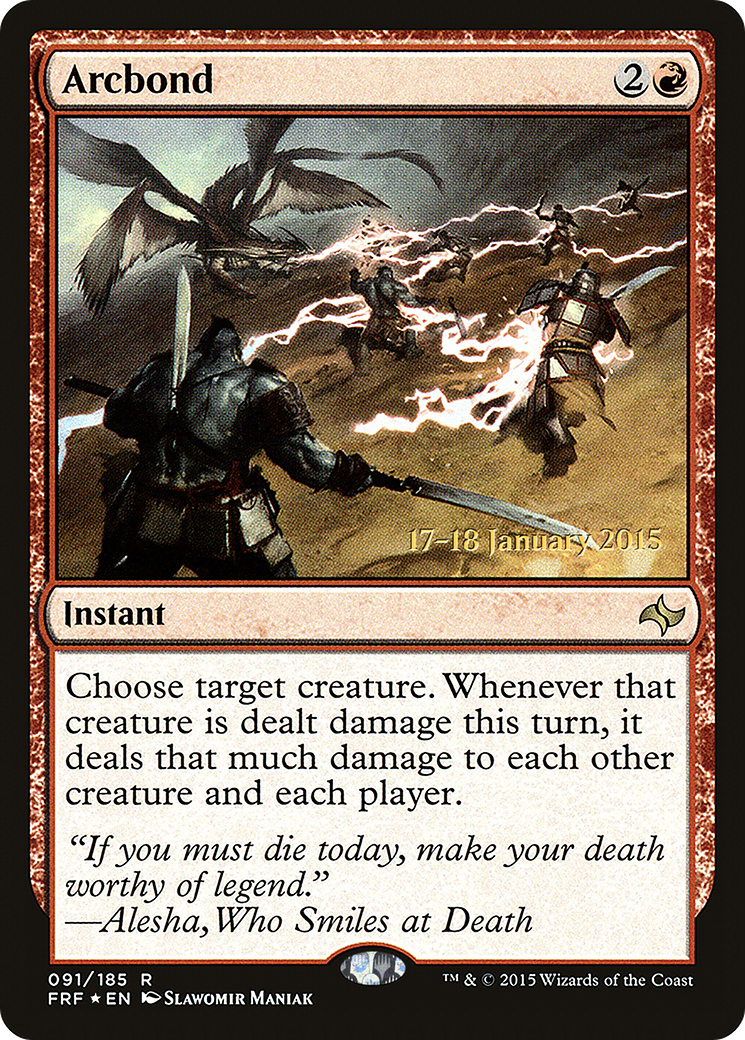 Arcbond
2
17–18 January 2015
Instant
Choose target creature. Whenever that
creature is dealt damage this turn, it
deals that much damage to each other
creature and each player.
“If you must die today, make your death
worthy of legend.”
—Alesha, Who Smiles at Death
091/185 R
FRF ★ EN Slawomir Maniak
™ & © 2015 Wizards of the Coast